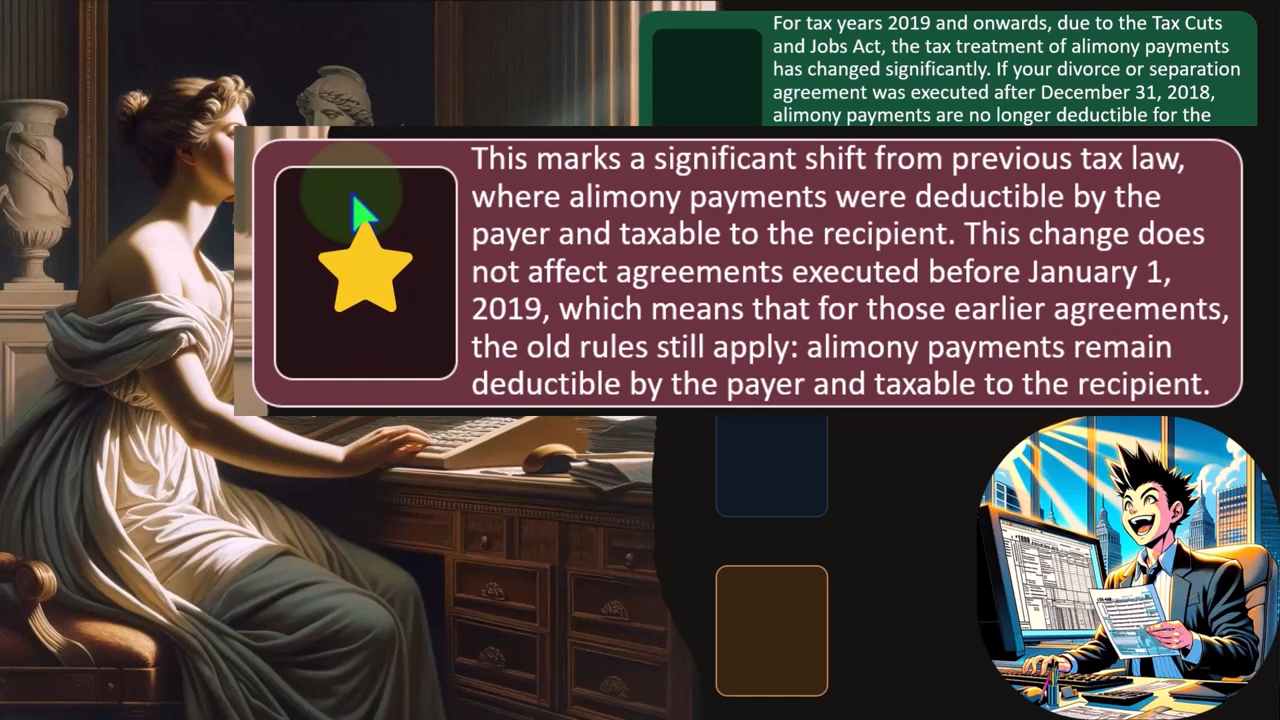 For tax years 2019 and onwards, due to the Tax Cuts
and Jobs Act, the tax treatment of alimony payments
has changed significantly. If your divorce or separation
agreement was executed after December 31, 2018,
alimony payments are no longer deductible for the
This marks a significant shift from previous tax law,
where alimony payments were deductible by the
payer and taxable to the recipient. This change does
not affect agreements executed before January 1,
2019, which means that for those earlier agreements,
the old rules still apply: alimony payments remain
deductible by the payer and taxable to the recipient.